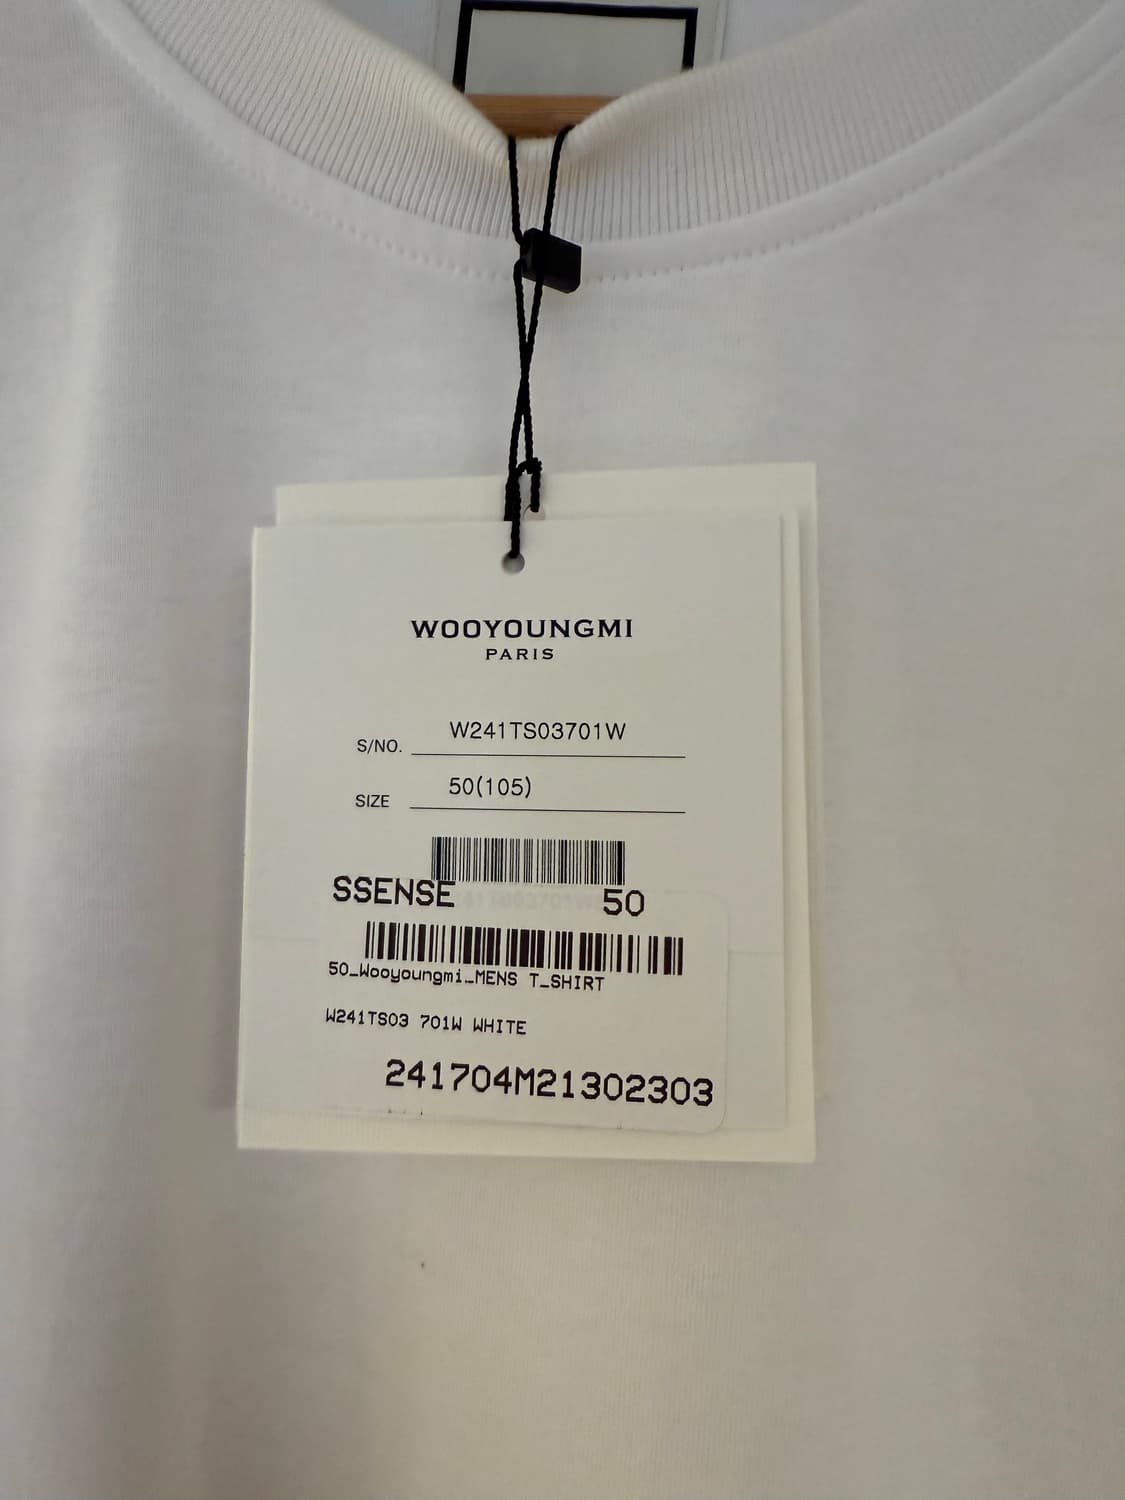 WOOYOUNGMI
PARIS
S/NO. W241TS03701W
SIZE 50(105)
SSENSE 50
50_Wooyoungmi_MENS T_SHIRT
W241TS03 701W WHITE
241704M21302303